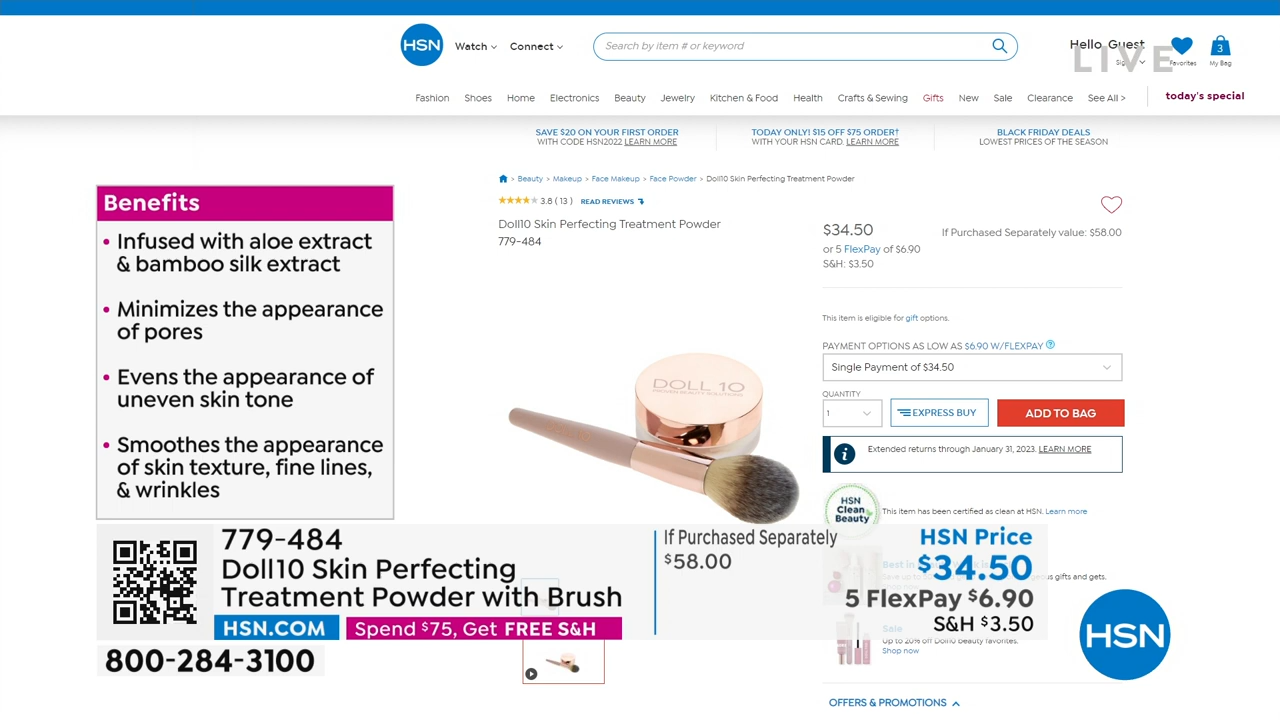 HSN
Watch
Connect
Search by item # or keyword
Hello, Guest
LIVE
Favorites
3
My Bag
Fashion Shoes Home Electronics Beauty Jewelry Kitchen & Food Health Crafts & Sewing Gifts New Sale Clearance See All >
today's special
SAVE $20 ON YOUR FIRST ORDER
WITH CODE HSN2022 LEARN MORE
TODAY ONLY! $15 OFF $75 ORDER†
WITH YOUR HSN CARD. LEARN MORE
BLACK FRIDAY DEALS
LOWEST PRICES OF THE SEASON
> Beauty > Makeup > Face Makeup > Face Powder > Doll10 Skin Perfecting Treatment Powder
3.8 ( 13 ) READ REVIEWS
Doll10 Skin Perfecting Treatment Powder
779-484
$34.50
If Purchased Separately value: $58.00
or 5 FlexPay of $6.90
S&H: $3.50
This item is eligible for gift options.
PAYMENT OPTIONS AS LOW AS $6.90 W/FLEXPAY ?
Single Payment of $34.50
QUANTITY
1
EXPRESS BUY
ADD TO BAG
i
Extended returns through January 31, 2023. LEARN MORE
HSN
Clean
Beauty
This item has been certified as clean at HSN. Learn more
DOLL 10
PROVEN BEAUTY SOLUTIONS
Benefits
• Infused with aloe extract
& bamboo silk extract
• Minimizes the appearance
of pores
• Evens the appearance of
uneven skin tone
• Smoothes the appearance
of skin texture, fine lines,
& wrinkles
779-484
Doll10 Skin Perfecting
Treatment Powder with Brush
HSN.COM
Spend $75, Get FREE S&H
800-284-3100
If Purchased Separately
$58.00
HSN Price
$34.50
5 FlexPay $6.90
S&H $3.50
gifts and gets.
Sale
Up to 20% off Doll10 beauty favorites.
Shop now
HSN
OFFERS & PROMOTIONS